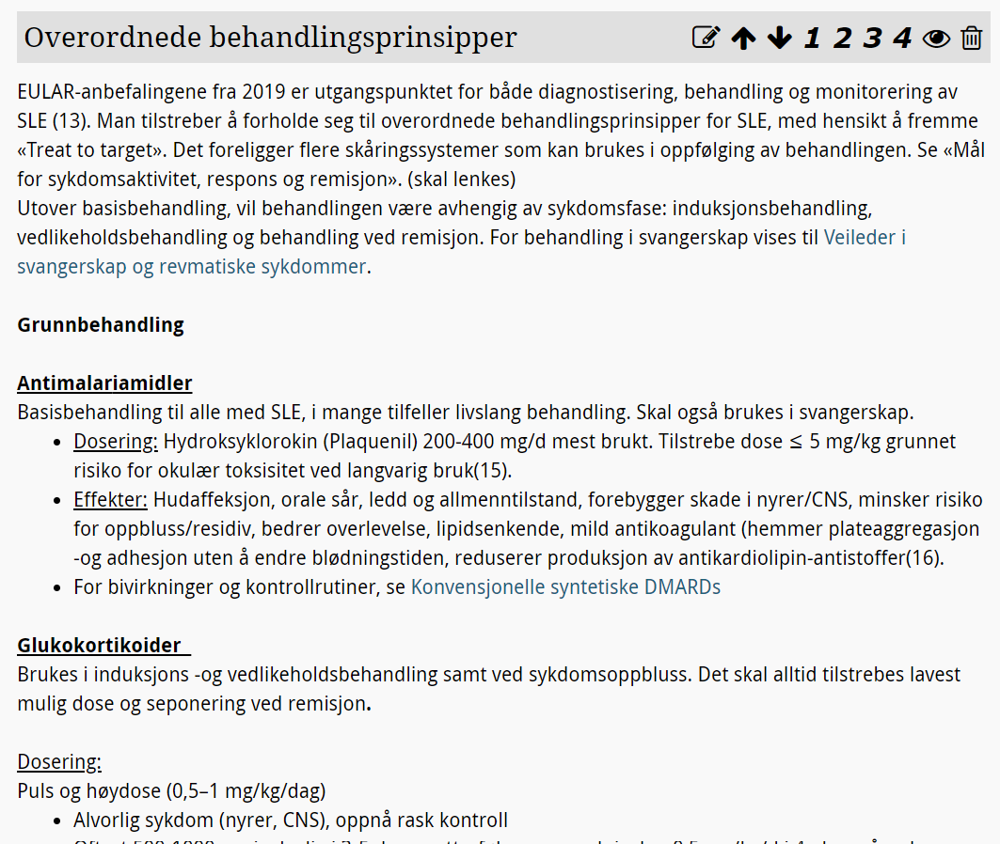 Overordnede behandlingsprinsipper 1 2 3 4
EULAR-anbefalingene fra 2019 er utgangspunktet for både diagnostisering, behandling og monitorering av
SLE (13). Man tilstreber å forholde seg til overordnede behandlingsprinsipper for SLE, med hensikt å fremme
«Treat to target». Det foreligger flere skåringssystemer som kan brukes i oppfølging av behandlingen. Se «Mål
for sykdomsaktivitet, respons og remisjon». (skal lenkes)
Utover basisbehandling, vil behandlingen være avhengig av sykdomsfase: induksjonsbehandling,
vedlikeholdsbehandling og behandling ved remisjon. For behandling i svangerskap vises til Veileder i
svangerskap og revmatiske sykdommer.
Grunnbehandling
Antimalariamidler
Basisbehandling til alle med SLE, i mange tilfeller livslang behandling. Skal også brukes i svangerskap.
• Dosering: Hydroksyklorokin (Plaquenil) 200-400 mg/d mest brukt. Tilstrebe dose ≤ 5 mg/kg grunnet
risiko for okulær toksisitet ved langvarig bruk(15).
• Effekter: Hudaffeksjon, orale sår, ledd og allmenntilstand, forebygger skade i nyrer/CNS, minsker risiko
for oppbluss/residiv, bedrer overlevelse, lipidsenkende, mild antikoagulant (hemmer plateaggregasjon
-og adhesjon uten å endre blødningstiden, reduserer produksjon av antikardiolipin-antistoffer(16).
• For bivirkninger og kontrollrutiner, se Konvensjonelle syntetiske DMARDs
Glukokortikoider
Brukes i induksjons -og vedlikeholdsbehandling samt ved sykdomsoppbluss. Det skal alltid tilstrebes lavest
mulig dose og seponering ved remisjon.
Dosering:
Puls og høydose (0,5–1 mg/kg/dag)
• Alvorlig sykdom (nyrer, CNS), oppnå rask kontroll